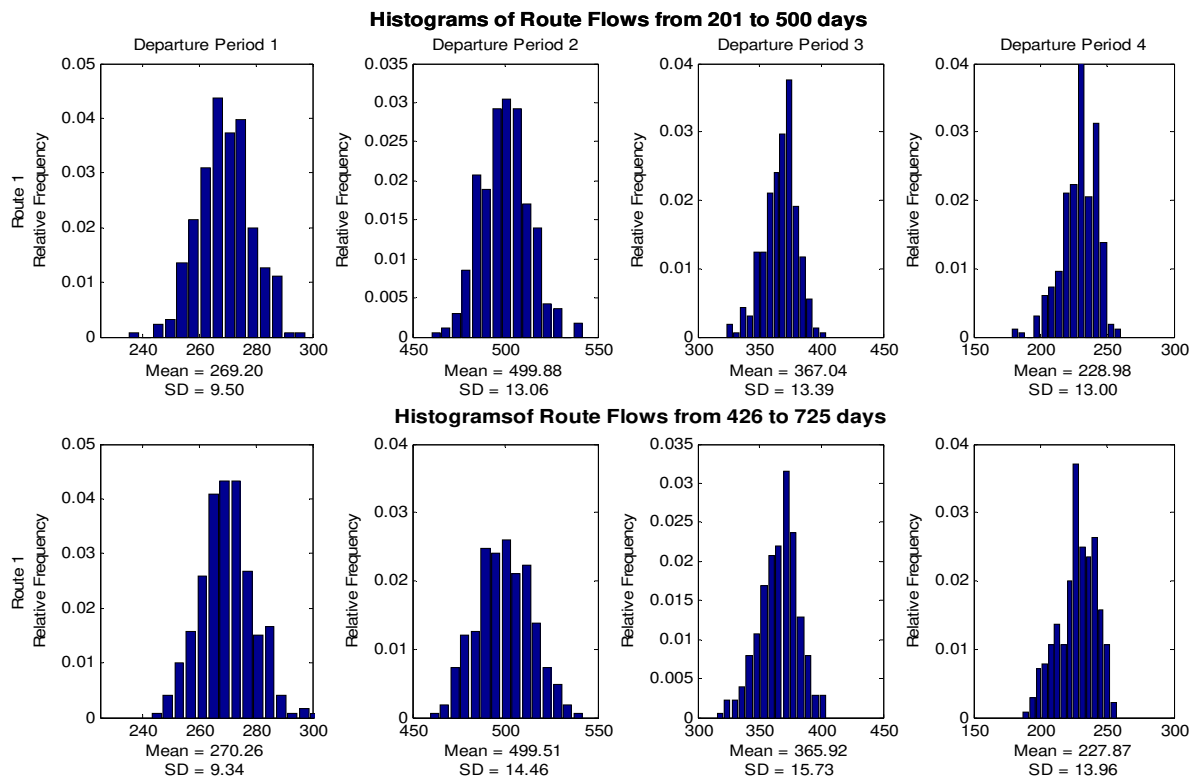 Histograms of Route Flows from 201 to 500 days
Departure Period 1
Departure Period 2
Departure Period 3
Departure Period 4
Route 1
Relative Frequency
0.05
0.04
0.03
0.02
0.01
0
240
260
280
300
Mean = 269.20
SD = 9.50
Relative Frequency
0.035
0.03
0.025
0.02
0.015
0.01
0.005
0
450
500
550
Mean = 499.88
SD = 13.06
Relative Frequency
0.04
0.03
0.02
0.01
0
300
350
400
450
Mean = 367.04
SD = 13.39
Relative Frequency
0.04
0.03
0.02
0.01
0
150
200
250
300
Mean = 228.98
SD = 13.00
Histogramsof Route Flows from 426 to 725 days
Route 1
Relative Frequency
0.05
0.04
0.03
0.02
0.01
0
240
260
280
300
Mean = 270.26
SD = 9.34
Relative Frequency
0.04
0.03
0.02
0.01
0
450
500
550
Mean = 499.51
SD = 14.46
Relative Frequency
0.035
0.03
0.025
0.02
0.015
0.01
0.005
0
300
350
400
450
Mean = 365.92
SD = 15.73
Relative Frequency
0.04
0.03
0.02
0.01
0
150
200
250
300
Mean = 227.87
SD = 13.96